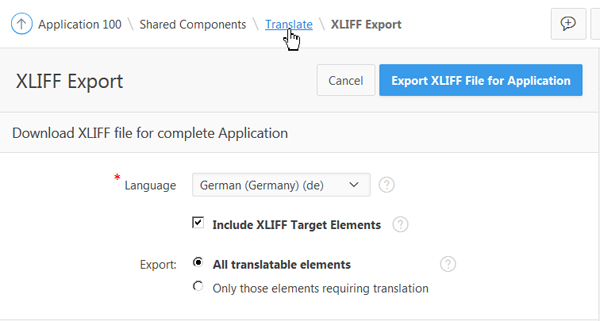 Application 100 \ Shared Components \ Translate \ XLIFF Export
XLIFF Export
Cancel
Export XLIFF File for Application
Download XLIFF file for complete Application
* Language
German (Germany) (de)
?
Include XLIFF Target Elements
?
Export:
All translatable elements
?
Only those elements requiring translation